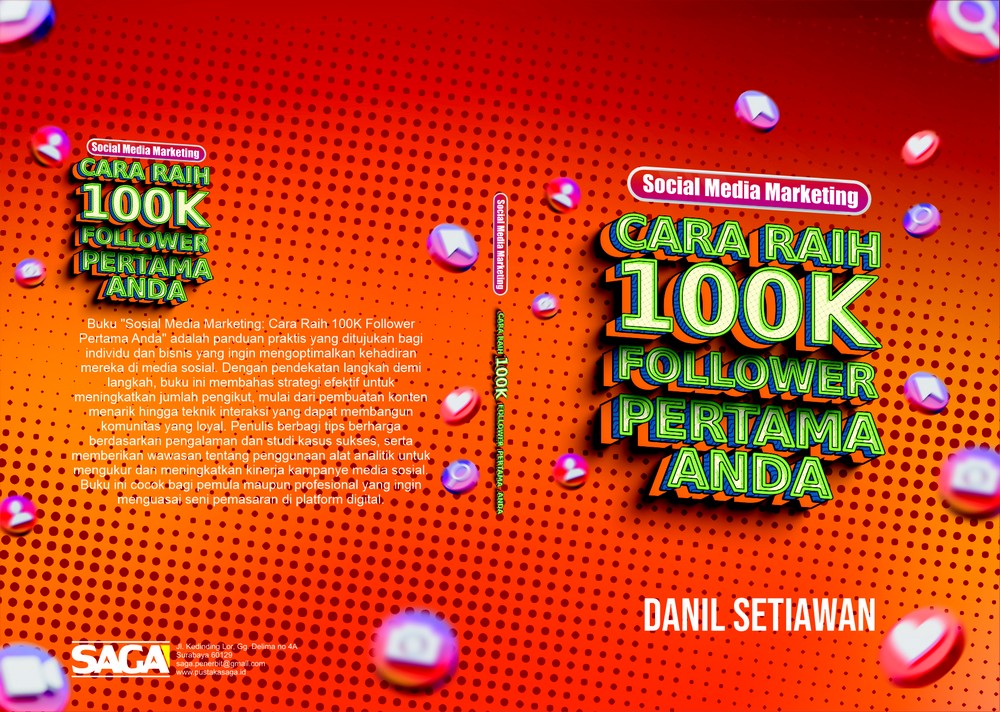 Social Media Marketing
CARA RAIH
100K
FOLLOWER
PERTAMA
ANDA
Buku "Sosial Media Marketing: Cara Raih 100K Follower
Pertama Anda" adalah panduan praktis yang ditujukan bagi
individu dan bisnis yang ingin mengoptimalkan kehadiran
mereka di media sosial. Dengan pendekatan langkah demi
langkah, buku ini membahas strategi efektif untuk
meningkatkan jumlah pengikut, mulai dari pembuatan konten
menarik hingga teknik interaksi yang dapat membangun
komunitas yang loyal. Penulis berbagi tips berharga
berdasarkan pengalaman dan studi kasus sukses, serta
memberikan wawasan tentang penggunaan alat analitik untuk
mengukur dan meningkatkan kinerja kampanye media sosial.
Buku ini cocok bagi pemula maupun profesional yang ingin
menguasai seni pemasaran di platform digital.
SAGA
Jl. Kedinding Lor, Gg. Delima no 4A
Surabaya 60129
saga.penerbit@gmail.com
www.pustakasaga.id
Social Media Marketing
CARA RAIH 100K FOLLOWER PERTAMA ANDA
Social Media Marketing
CARA RAIH
100K
FOLLOWER
PERTAMA
ANDA
DANIL SETIAWAN